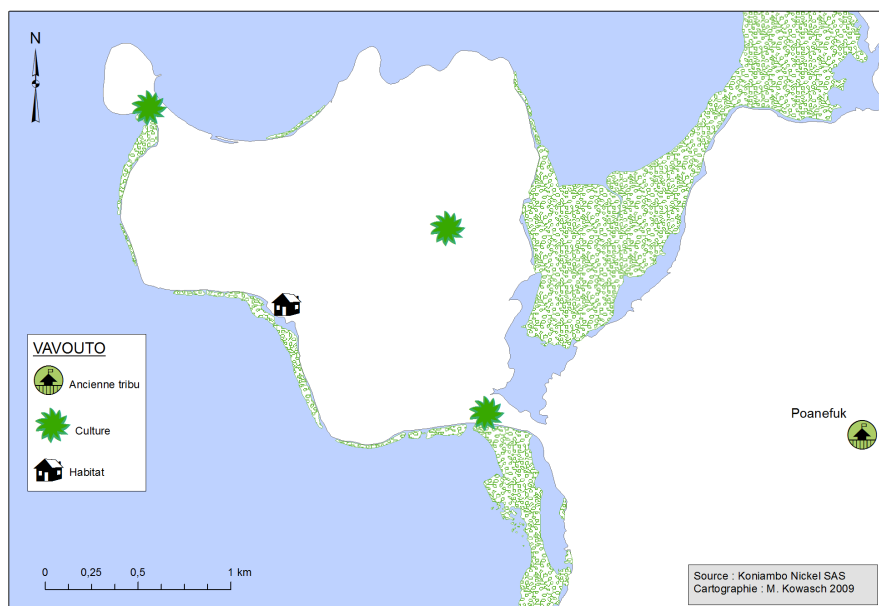 N
VAVOUTO
Ancienne tribu
Culture
Habitat
Poanefuk
0 0,25 0,5 1 km
Source : Koniambo Nickel SAS
Cartographie : M. Kowasch 2009